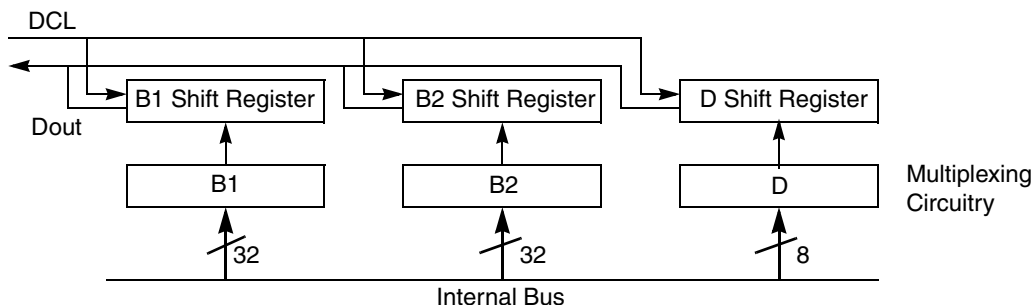 DCL
B1 Shift Register
B2 Shift Register
D Shift Register
Dout
B1
B2
D
Multiplexing
Circuitry
32
32
8
Internal Bus